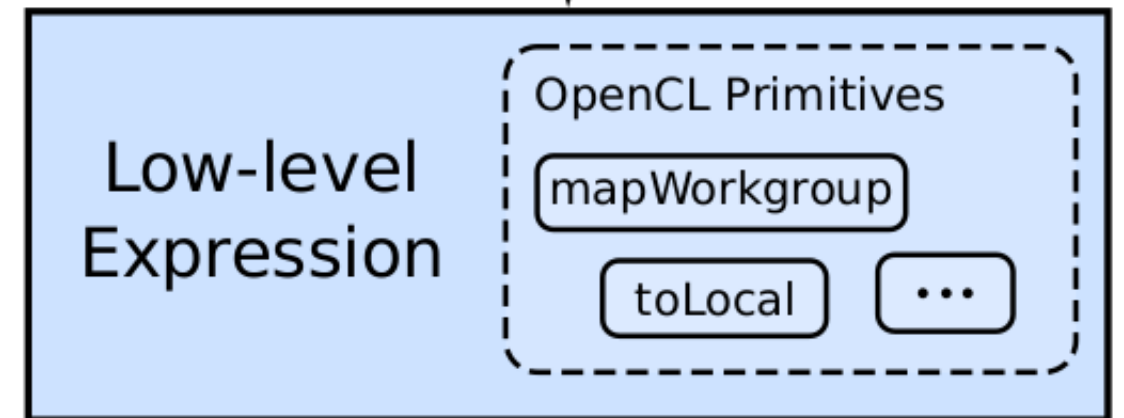 Low-level
Expression
OpenCL Primitives
mapWorkgroup
toLocal
...